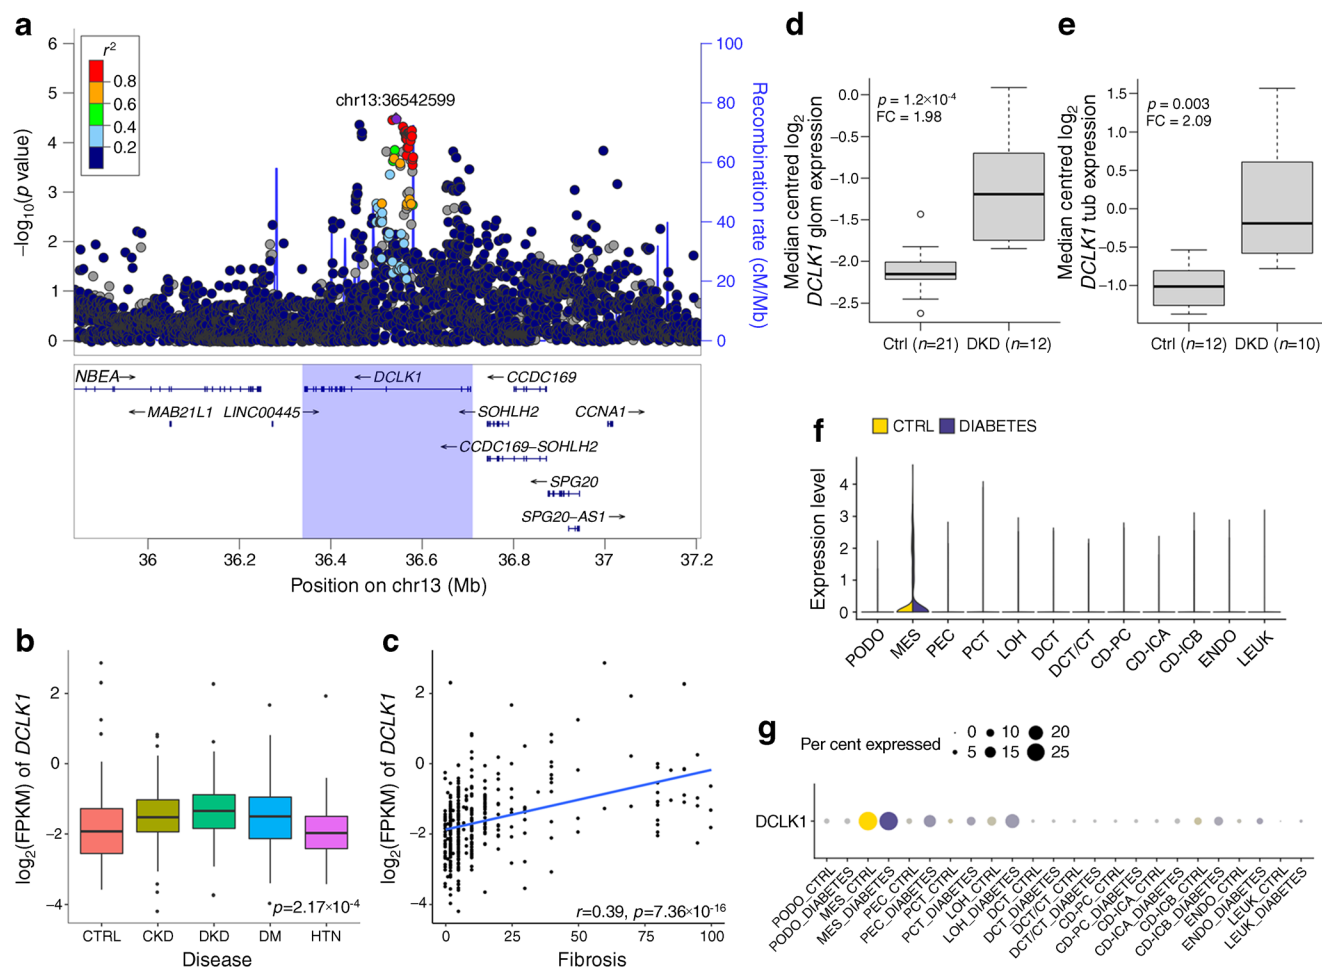 a
6
5
4
3
2
1
0
−log10(p value)
r2
0.8
0.6
0.4
0.2
chr13:36542599
100
80
60
40
20
0
Recombination rate (cM/Mb)
NBEA→
←DCLK1
←CCDC169
←MAB21L1
LINC00445→
←SOHLH2
CCNA1→
←CCDC169–SOHLH2
←SPG20
SPG20–AS1→
36
36.2
36.4
36.6
36.8
37
37.2
Position on chr13 (Mb)
b
log2(FPKM) of DCLK1
2
0
−2
−4
p=2.17×10-4
CTRL
CKD
DKD
DM
HTN
Disease
c
log2(FPKM) of DCLK1
2
0
−2
−4
r=0.39, p=7.36×10-16
0
25
50
75
100
Fibrosis
d
Median centred log2
DCLK1 glom expression
0.0
−0.5
−1.0
−1.5
−2.0
−2.5
p = 1.2×10-4
FC = 1.98
Ctrl (n=21)
DKD (n=12)
e
Median centred log2
DCLK1 tub expression
1.5
1.0
0.5
0.0
−0.5
−1.0
p = 0.003
FC = 2.09
Ctrl (n=12)
DKD (n=10)
f
CTRL
DIABETES
Expression level
4
3
2
1
0
PODO
MES
PEC
PCT
LOH
DCT
DCT/CT
CD-PC
CD-ICA
CD-ICB
ENDO
LEUK
g
Per cent expressed
0
10
20
5
15
25
DCLK1
PODO_CTRL
PODO_DIABETES
MES_CTRL
MES_DIABETES
PEC_CTRL
PEC_DIABETES
PCT_CTRL
PCT_DIABETES
LOH_CTRL
LOH_DIABETES
DCT_CTRL
DCT_DIABETES
DCT/CT_CTRL
DCT/CT_DIABETES
CD-PC_CTRL
CD-PC_DIABETES
CD-ICA_CTRL
CD-ICA_DIABETES
CD-ICB_CTRL
CD-ICB_DIABETES
ENDO_CTRL
ENDO_DIABETES
LEUK_CTRL
LEUK_DIABETES